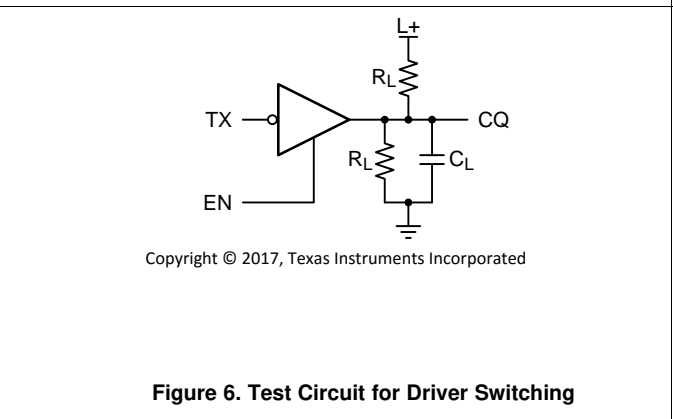 L+
RL
TX
CQ
RL
CL
EN
Copyright © 2017, Texas Instruments Incorporated
Figure 6. Test Circuit for Driver Switching